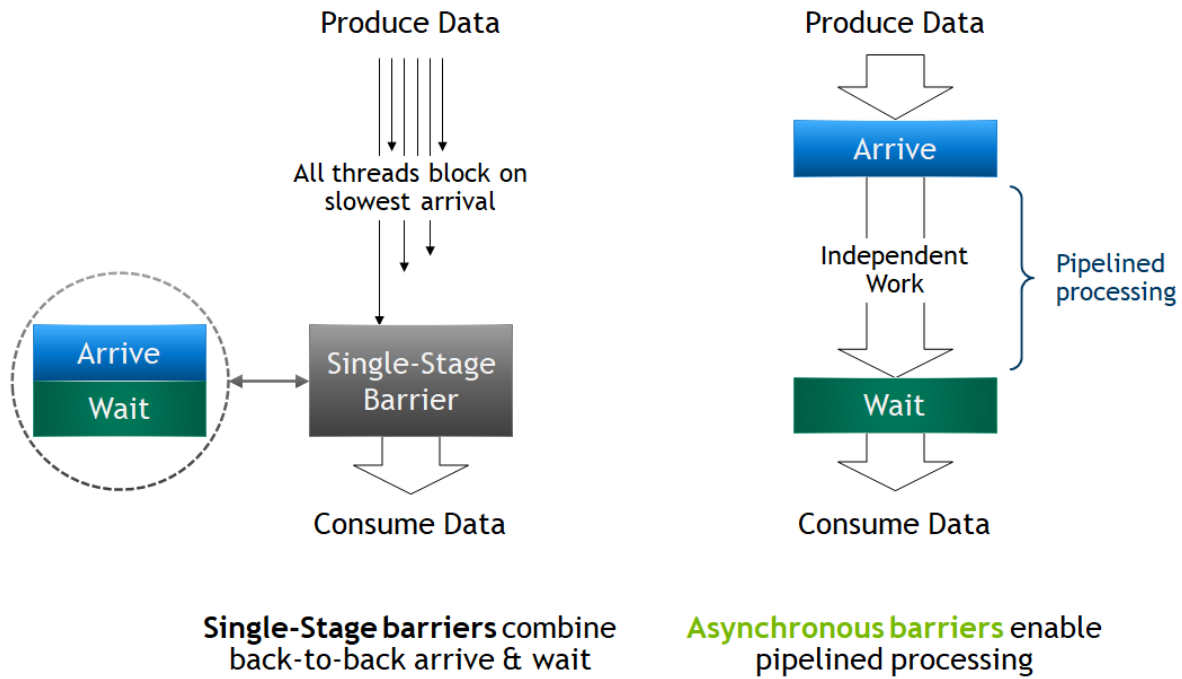 Produce Data
All threads block on
slowest arrival
Arrive
Wait
Single-Stage
Barrier
Consume Data
Single-Stage barriers combine
back-to-back arrive & wait
Produce Data
Arrive
Independent
Work
Pipelined
processing
Wait
Consume Data
Asynchronous barriers enable
pipelined processing